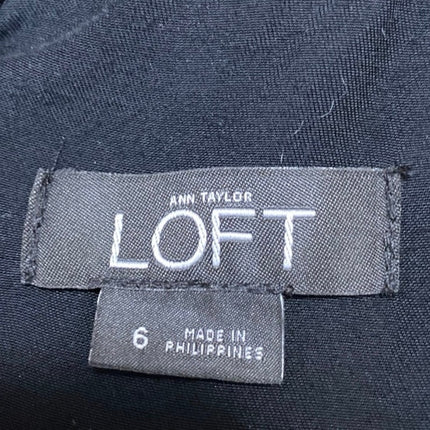 ANN TAYLOR
LOFT
6
MADE IN
PHILIPPINES